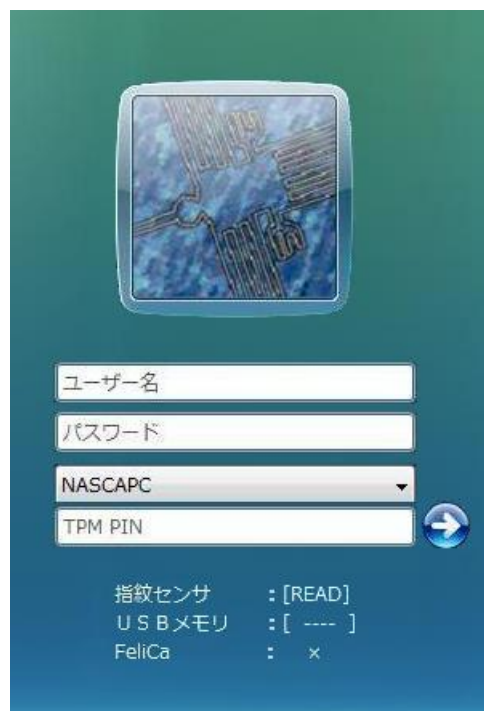 ユーザー名
パスワード
NASCAPC
TPM PIN
指紋センサ :[READ]
ＵＳＢメモリ :[ ---- ]
FeliCa : ×